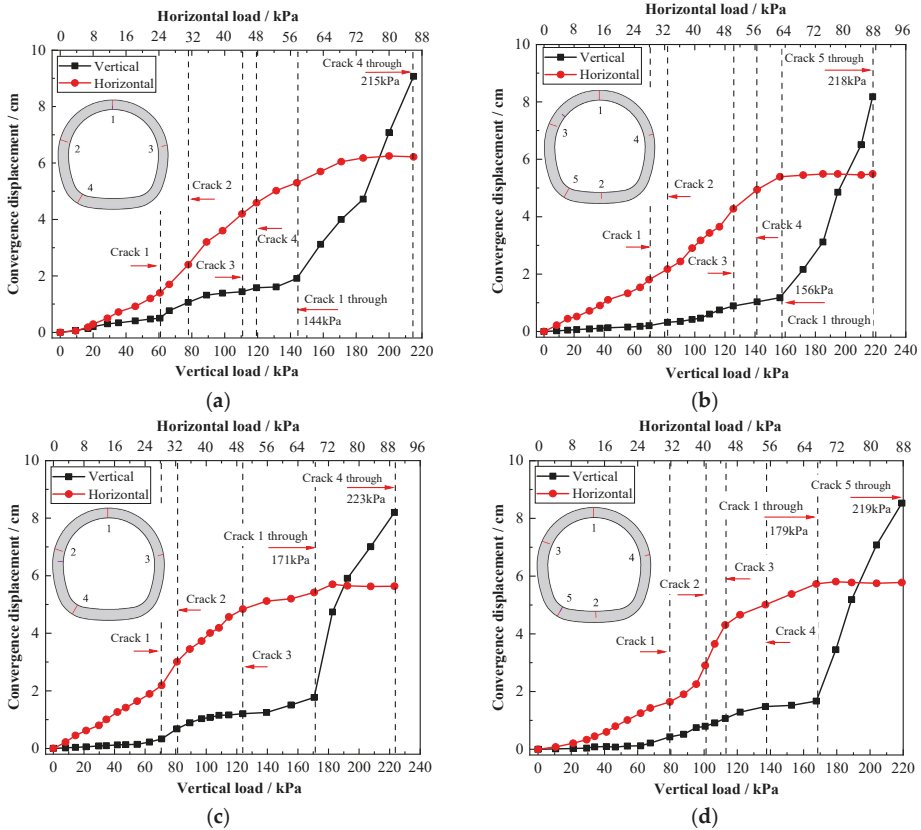 Horizontal load / kPa
0 8 16 24 32 40 48 56 64 72 80 88
Convergence displacement / cm
10
8
6
4
2
0
Vertical
Horizontal
1
2
3
4
Crack 4 through
215kPa
Crack 2
Crack 1
Crack 3
Crack 4
Crack 1 through
144kPa
0 20 40 60 80 100 120 140 160 180 200 220
Vertical load / kPa
(a)
Horizontal load / kPa
0 8 16 24 32 40 48 56 64 72 80 88 96
Convergence displacement / cm
10
8
6
4
2
0
Vertical
Horizontal
1
3
4
5
2
Crack 5 through
218kPa
Crack 2
Crack 1
Crack 4
Crack 3
156kPa
Crack 1 through
0 20 40 60 80 100 120 140 160 180 200 220 240
Vertical load / kPa
(b)
Horizontal load / kPa
0 8 16 24 32 40 48 56 64 72 80 88 96
Convergence displacement / cm
10
8
6
4
2
0
Vertical
Horizontal
1
2
3
4
Crack 4 through
223kPa
Crack 1 through
171kPa
Crack 2
Crack 1
Crack 3
0 20 40 60 80 100 120 140 160 180 200 220 240
Vertical load / kPa
(c)
Horizontal load / kPa
0 8 16 24 32 40 48 56 64 72 80 88
Convergence displacement / cm
10
8
6
4
2
0
Vertical
Horizontal
1
3
4
5
2
Crack 5 through
219kPa
Crack 1 through
179kPa
Crack 2
Crack 3
Crack 1
Crack 4
0 20 40 60 80 100 120 140 160 180 200 220
Vertical load / kPa
(d)